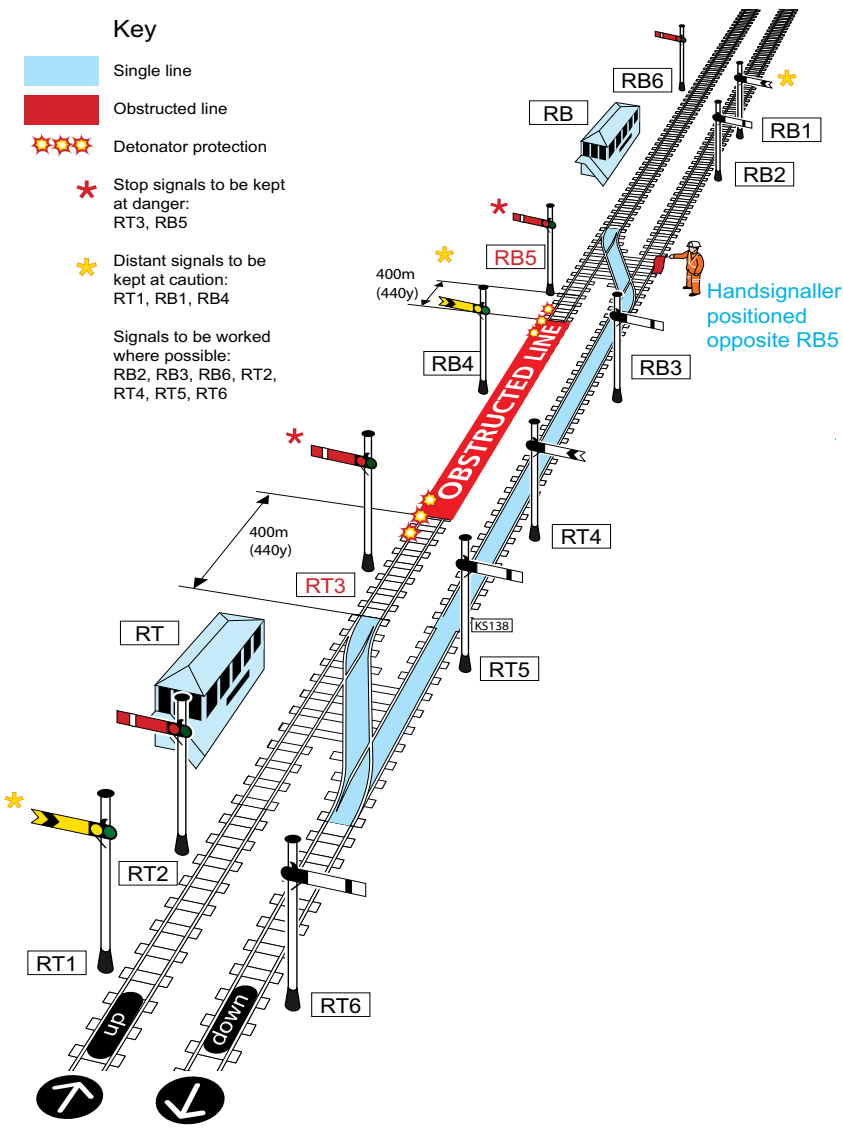 Key
Single line
Obstructed line
Detonator protection
Stop signals to be kept
at danger:
RT3, RB5
Distant signals to be
kept at caution:
RT1, RB1, RB4
Signals to be worked
where possible:
RB2, RB3, RB6, RT2,
RT4, RT5, RT6
RB6
RB
RB1
RB2
RB5
400m
(440y)
Handsignaller
positioned
opposite RB5
RB4
RB3
OBSTRUCTED LINE
RT4
400m
(440y)
RT3
KS138
RT
RT5
RT2
RT1
RT6
up
down